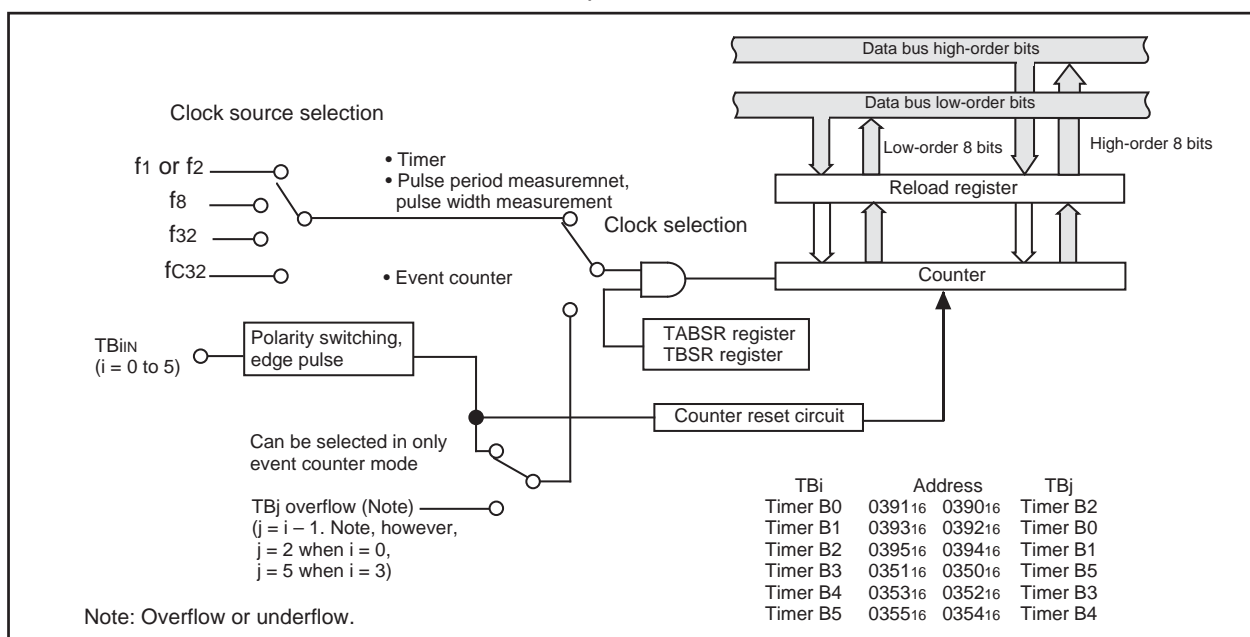 Data bus high-order bits
Data bus low-order bits
Clock source selection
Low-order 8 bits
High-order 8 bits
f1 or f2
f8
f32
fC32
• Timer
• Pulse period measuremnet,
pulse width measurement
Reload register
Clock selection
• Event counter
Counter
TABSR register
TBSR register
TBiIN
(i = 0 to 5)
Polarity switching,
edge pulse
Counter reset circuit
Can be selected in only
event counter mode
TBj overflow (Note)
(j = i – 1. Note, however,
j = 2 when i = 0,
j = 5 when i = 3)
TBi Address TBj
Timer B0 039116 039016 Timer B2
Timer B1 039316 039216 Timer B0
Timer B2 039516 039416 Timer B1
Timer B3 035116 035016 Timer B5
Timer B4 035316 035216 Timer B3
Timer B5 035516 035416 Timer B4
Note: Overflow or underflow.